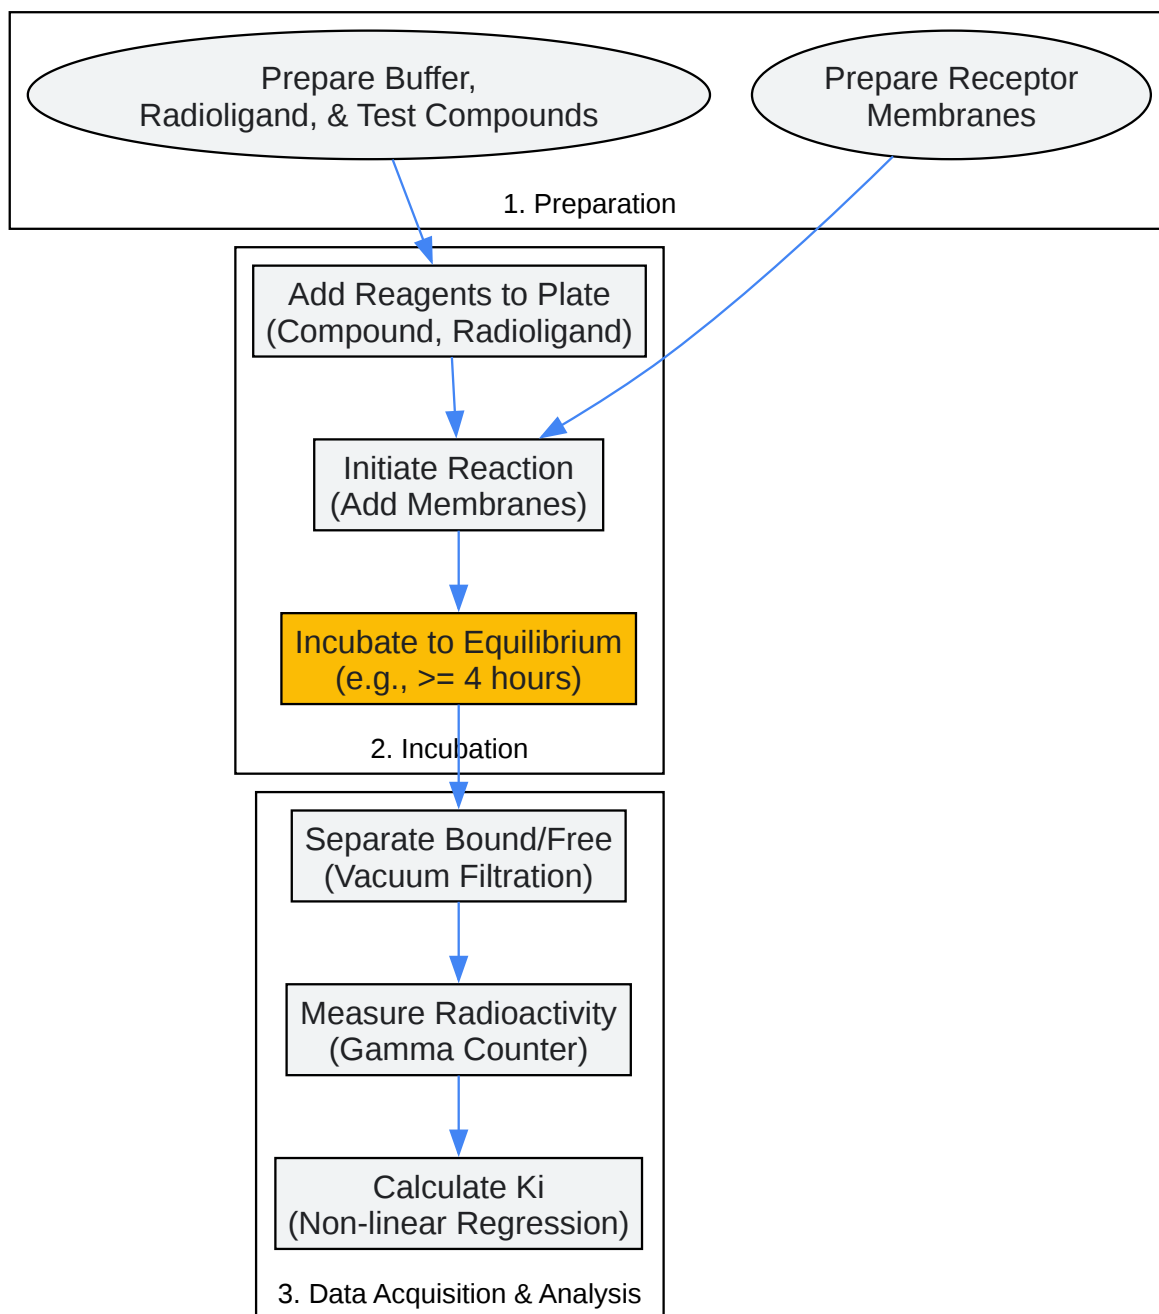 Prepare Buffer,
Radioligand, & Test Compounds
Prepare Receptor
Membranes
1. Preparation
Add Reagents to Plate
(Compound, Radioligand)
Initiate Reaction
(Add Membranes)
Incubate to Equilibrium
(e.g., >= 4 hours)
2. Incubation
Separate Bound/Free
(Vacuum Filtration)
Measure Radioactivity
(Gamma Counter)
Calculate Ki
(Non-linear Regression)
3. Data Acquisition & Analysis